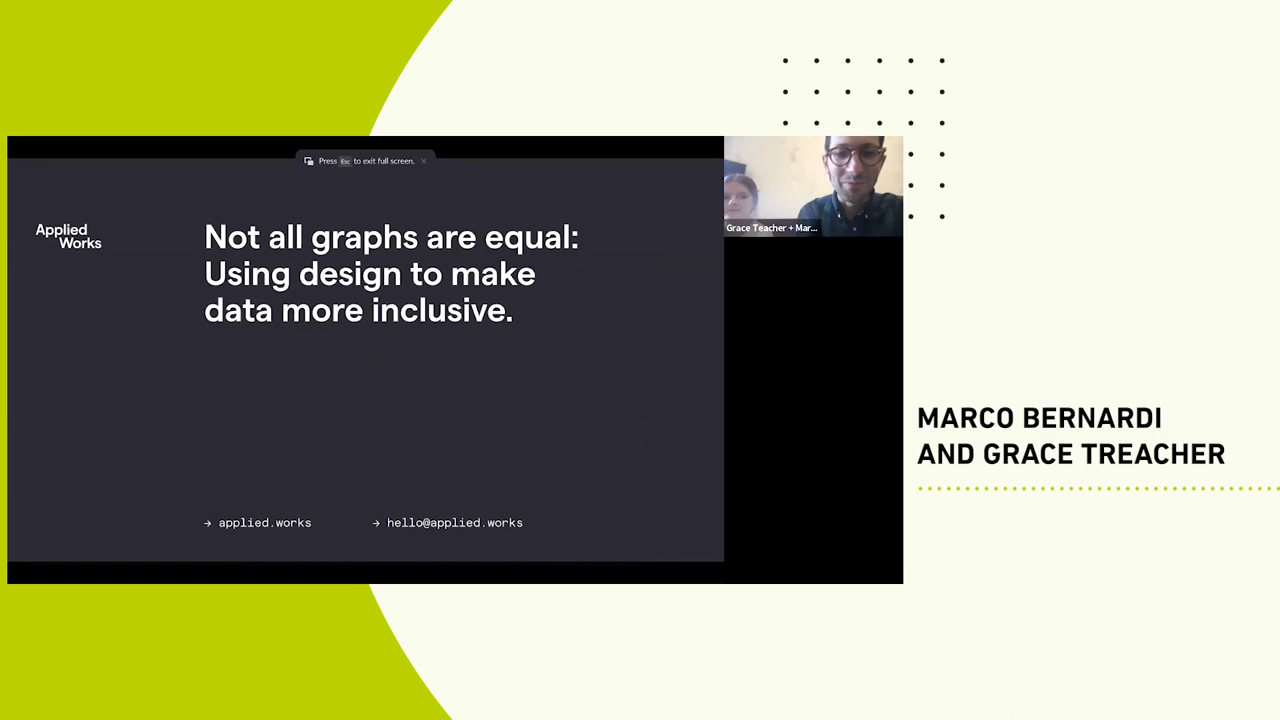 Press Esc to exit full screen.
Applied
Works
Not all graphs are equal:
Using design to make
data more inclusive.
→ applied.works
→ hello@applied.works
Grace Teacher + Mar...
MARCO BERNARDI
AND GRACE TREACHER